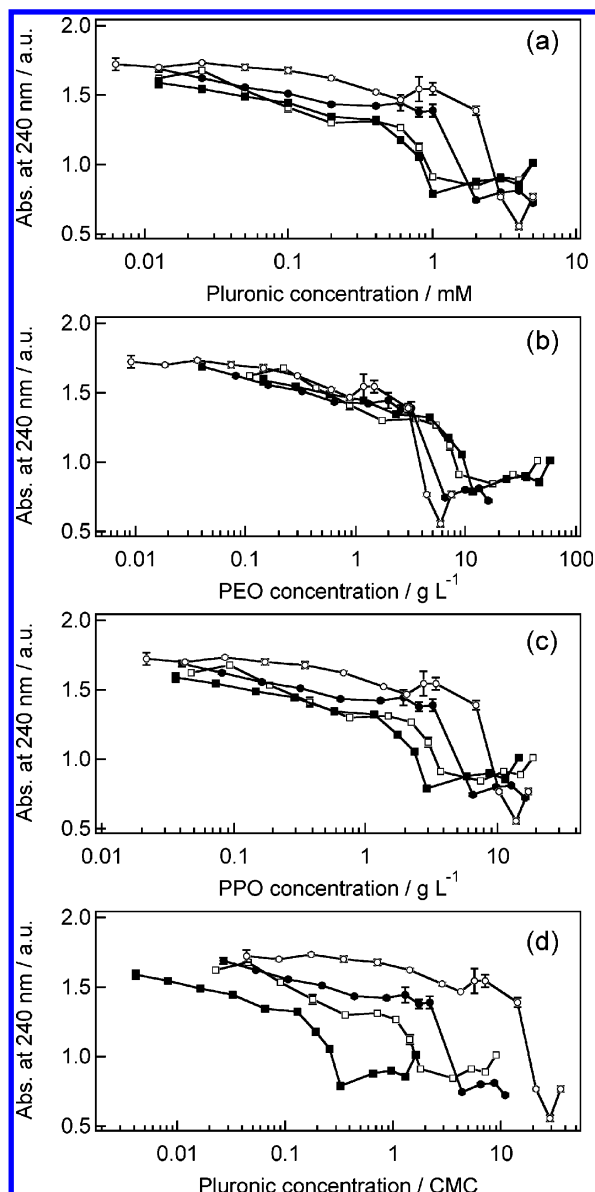 (a)
2.0
1.5
1.0
0.5
Abs. at 240 nm / a.u.
0.01 0.1 1 10
Pluronic concentration / mM
(b)
2.0
1.5
1.0
0.5
Abs. at 240 nm / a.u.
0.01 0.1 1 10 100
PEO concentration / g L⁻¹
(c)
2.0
1.5
1.0
0.5
Abs. at 240 nm / a.u.
0.01 0.1 1 10
PPO concentration / g L⁻¹
(d)
2.0
1.5
1.0
0.5
Abs. at 240 nm / a.u.
0.01 0.1 1 10
Pluronic concentration / CMC